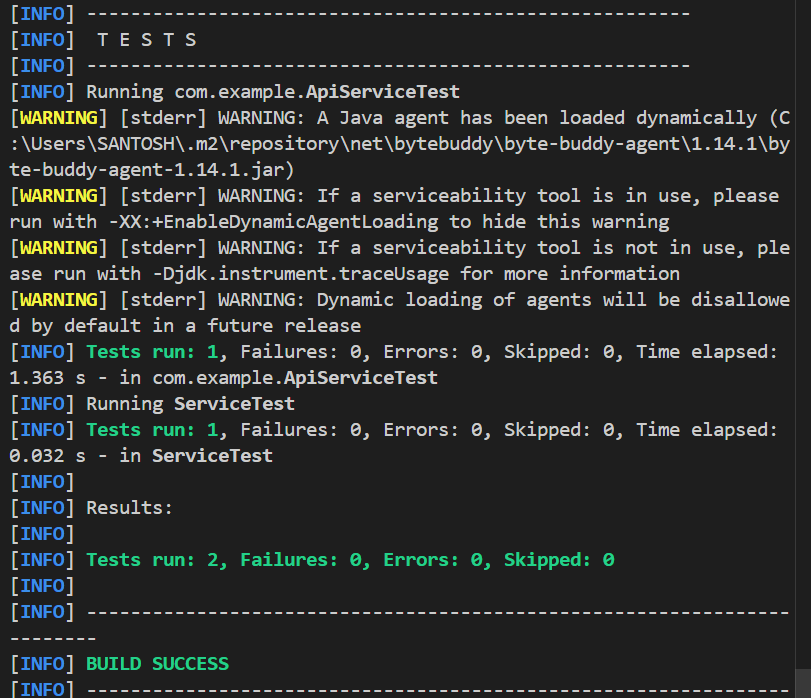 [INFO] -------------------------------------------------------
[INFO]  T E S T S
[INFO] -------------------------------------------------------
[INFO] Running com.example.ApiServiceTest
[WARNING] [stderr] WARNING: A Java agent has been loaded dynamically (C
:\Users\SANTOSH\.m2\repository\net\bytebuddy\byte-buddy-agent\1.14.1\by
te-buddy-agent-1.14.1.jar)
[WARNING] [stderr] WARNING: If a serviceability tool is in use, please
run with -XX:+EnableDynamicAgentLoading to hide this warning
[WARNING] [stderr] WARNING: If a serviceability tool is not in use, ple
ase run with -Djdk.instrument.traceUsage for more information
[WARNING] [stderr] WARNING: Dynamic loading of agents will be disallowe
d by default in a future release
[INFO] Tests run: 1, Failures: 0, Errors: 0, Skipped: 0, Time elapsed:
1.363 s - in com.example.ApiServiceTest
[INFO] Running ServiceTest
[INFO] Tests run: 1, Failures: 0, Errors: 0, Skipped: 0, Time elapsed:
0.032 s - in ServiceTest
[INFO]
[INFO] Results:
[INFO]
[INFO] Tests run: 2, Failures: 0, Errors: 0, Skipped: 0
[INFO]
[INFO] ----------------------------------------------------------------
--------
[INFO] BUILD SUCCESS
[INFO] ----------------------------------------------------------------